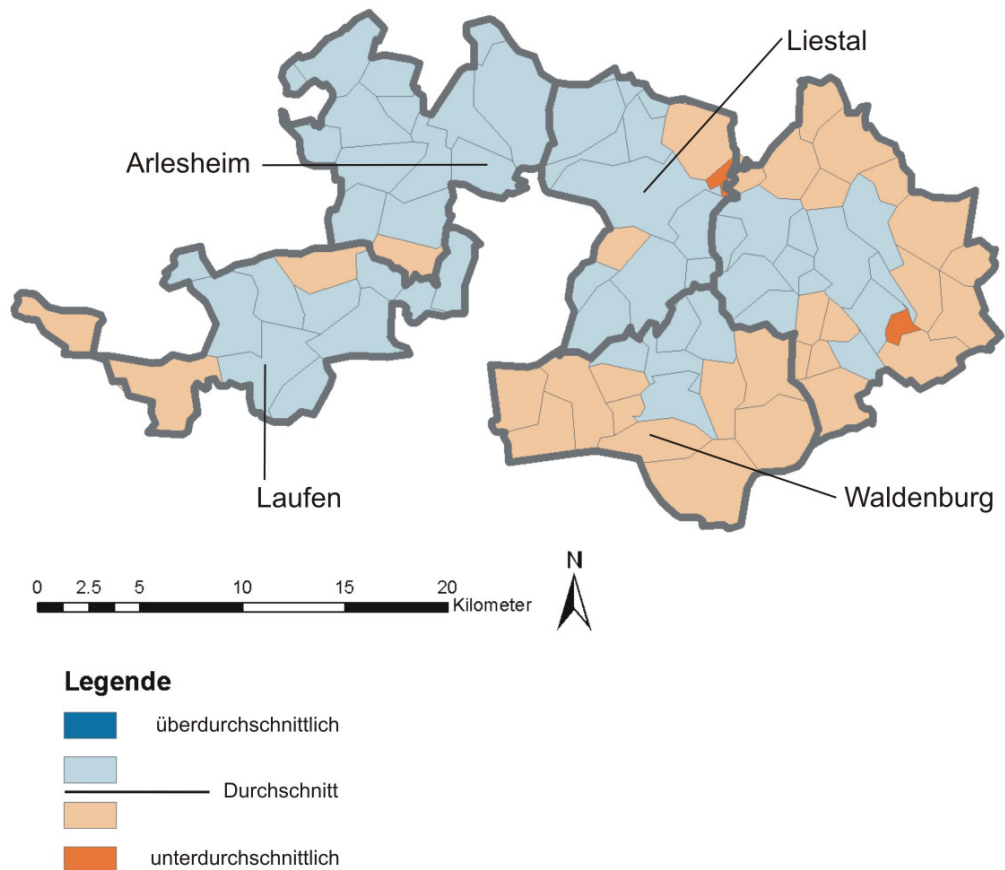 Liestal
Arlesheim
Laufen
Waldenburg
N
0 2.5 5 10 15 20
Kilometer
Legende
überdurchschnittlich
Durchschnitt
unterdurchschnittlich